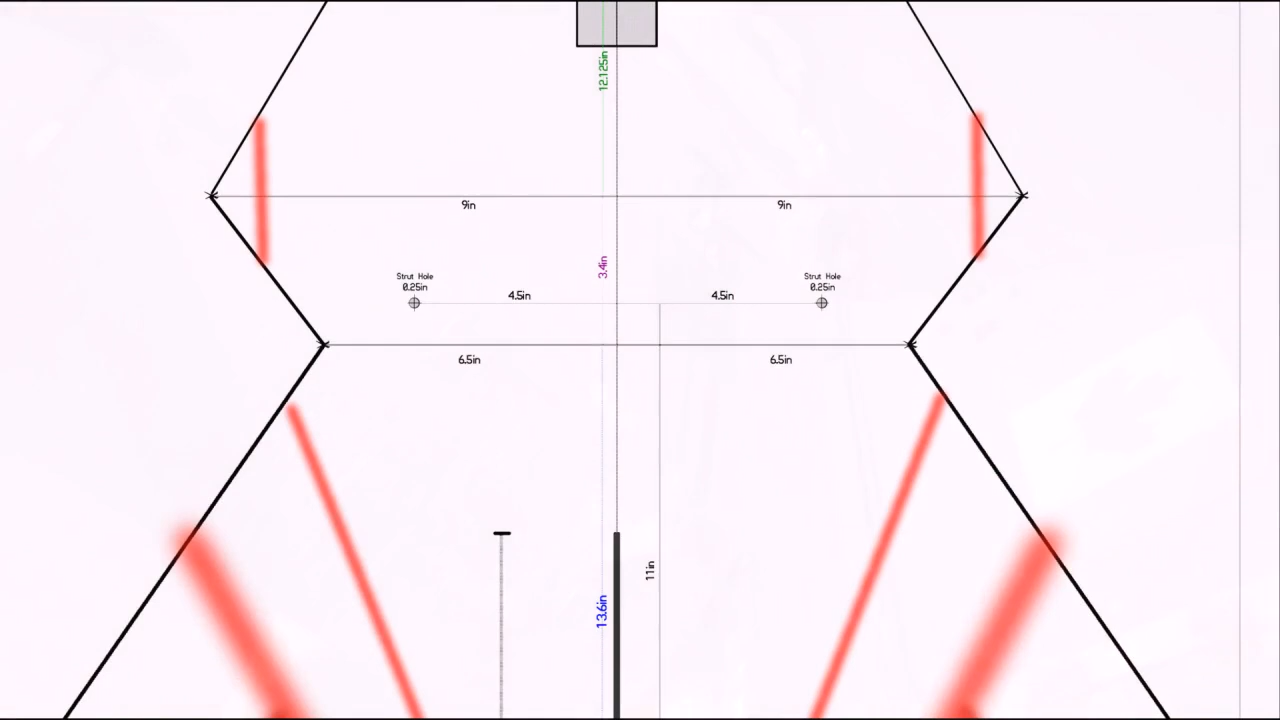 12.125in
9in
9in
3.4in
Strut Hole
0.25in
Strut Hole
0.25in
4.5in
4.5in
6.5in
6.5in
11in
13.6in